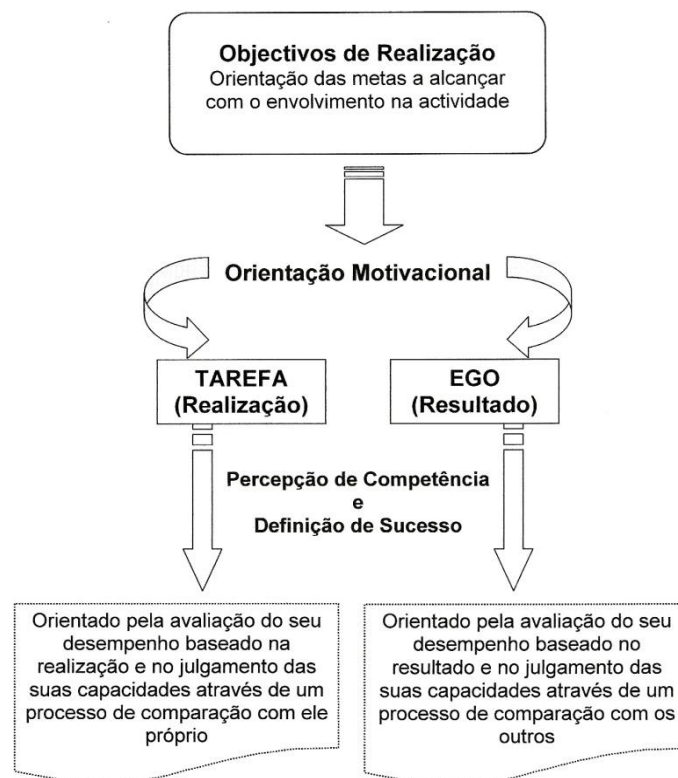 Objectivos de Realização
Orientação das metas a alcançar
com o envolvimento na actividade
Orientação Motivacional
TAREFA
(Realização)
EGO
(Resultado)
Percepção de Competência
e
Definição de Sucesso
Orientado pela avaliação do seu
desempenho baseado na
realização e no julgamento das
suas capacidades através de um
processo de comparação com ele
próprio
Orientado pela avaliação do seu
desempenho baseado no
resultado e no julgamento das
suas capacidades através de um
processo de comparação com os
outros